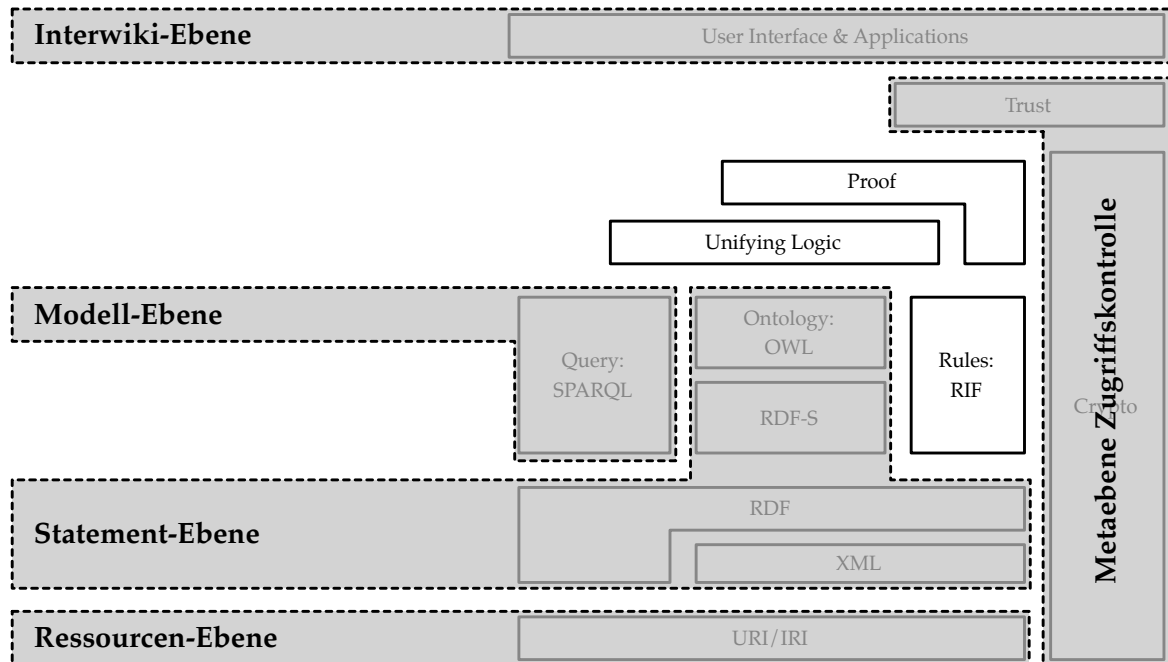 Interwiki-Ebene
User Interface & Applications
Trust
Proof
Unifying Logic
Modell-Ebene
Query:
SPARQL
Ontology:
OWL
RDF-S
Rules:
RIF
Crypto
Metaebene Zugriffskontrolle
Statement-Ebene
RDF
XML
Ressourcen-Ebene
URI/IRI